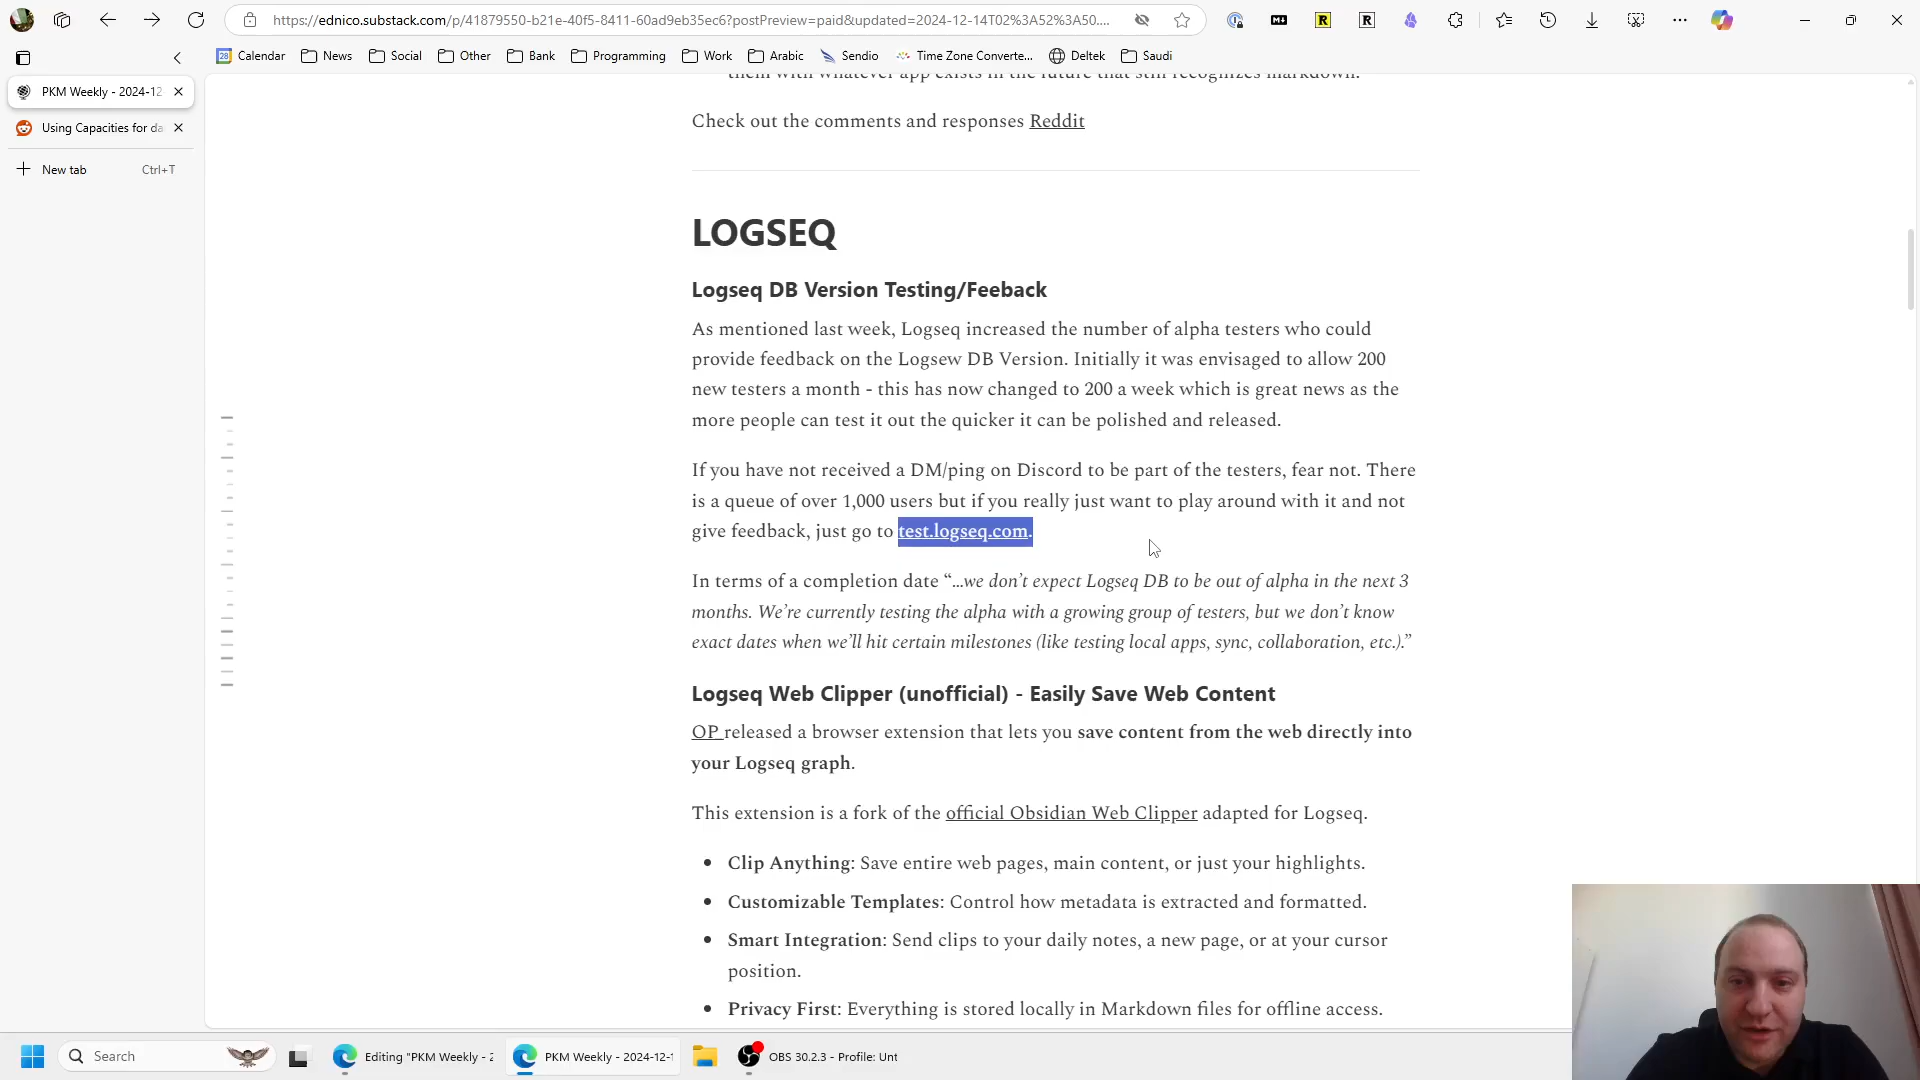 https://ednico.substack.com/p/41879550-b21e-40f5-8411-60ad9eb35ec6?postPreview=paid&updated=2024-12-14T02%3A52%3A50....
Calendar
News
Social
Other
Bank
Programming
Work
Arabic
Sendio
Time Zone Converte...
Deltek
Saudi
PKM Weekly - 2024-12
Using Capacities for da
New tab
Ctrl+T
them with whatever app exists in the future that still recognizes markdown.
Check out the comments and responses Reddit
LOGSEQ
Logseq DB Version Testing/Feeback
As mentioned last week, Logseq increased the number of alpha testers who could
provide feedback on the Logsew DB Version. Initially it was envisaged to allow 200
new testers a month - this has now changed to 200 a week which is great news as the
more people can test it out the quicker it can be polished and released.
If you have not received a DM/ping on Discord to be part of the testers, fear not. There
is a queue of over 1,000 users but if you really just want to play around with it and not
give feedback, just go to test.logseq.com.
In terms of a completion date “…we don’t expect Logseq DB to be out of alpha in the next 3
months. We’re currently testing the alpha with a growing group of testers, but we don’t know
exact dates when we’ll hit certain milestones (like testing local apps, sync, collaboration, etc.).”
Logseq Web Clipper (unofficial) - Easily Save Web Content
OP released a browser extension that lets you save content from the web directly into
your Logseq graph.
This extension is a fork of the official Obsidian Web Clipper adapted for Logseq.
• Clip Anything: Save entire web pages, main content, or just your highlights.
• Customizable Templates: Control how metadata is extracted and formatted.
• Smart Integration: Send clips to your daily notes, a new page, or at your cursor
position.
• Privacy First: Everything is stored locally in Markdown files for offline access.
Search
Editing "PKM Weekly - 2
PKM Weekly - 2024-12-1
OBS 30.2.3 - Profile: Unt